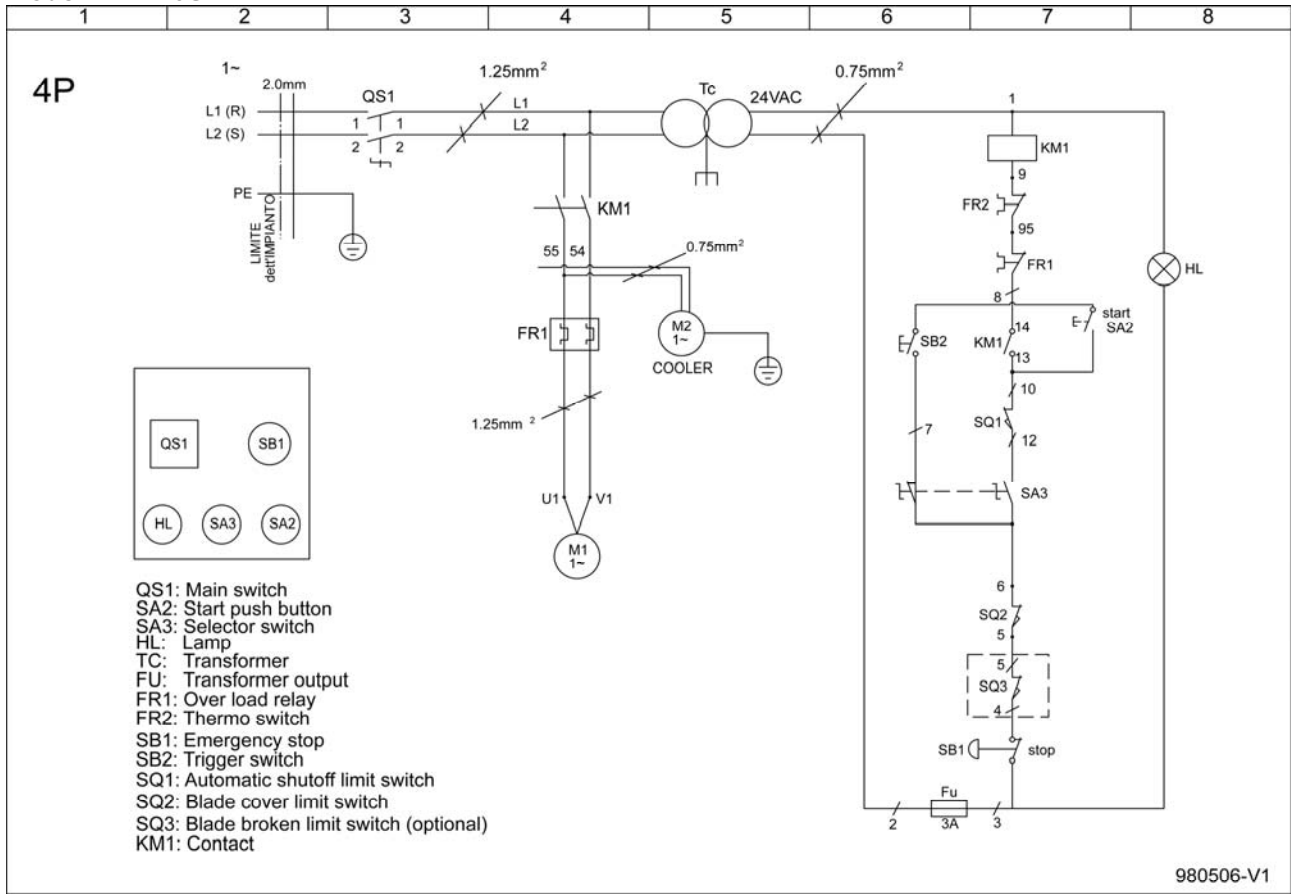 1 2 3 4 5 6 7 8
4P
1~
2.0mm
L1 (R)
L2 (S)
PE
LIMITE
dett'IMPIANTO
QS1
1 1
2 2
1.25mm²
L1
L2
Tc
24VAC
0.75mm²
KM1
55 54
0.75mm²
FR1
M2
1~
COOLER
1.25mm ²
U1 V1
M1
1~
1
KM1
9
FR2
95
FR1
8
HL
start
SA2
SB2
14
KM1
13
10
SQ1
12
7
SA3
6
SQ2
5
5
SQ3
4
SB1
stop
Fu
2 3A 3
QS1 SB1
HL SA3 SA2
QS1: Main switch
SA2: Start push button
SA3: Selector switch
HL: Lamp
TC: Transformer
FU: Transformer output
FR1: Over load relay
FR2: Thermo switch
SB1: Emergency stop
SB2: Trigger switch
SQ1: Automatic shutoff limit switch
SQ2: Blade cover limit switch
SQ3: Blade broken limit switch (optional)
KM1: Contact
980506-V1